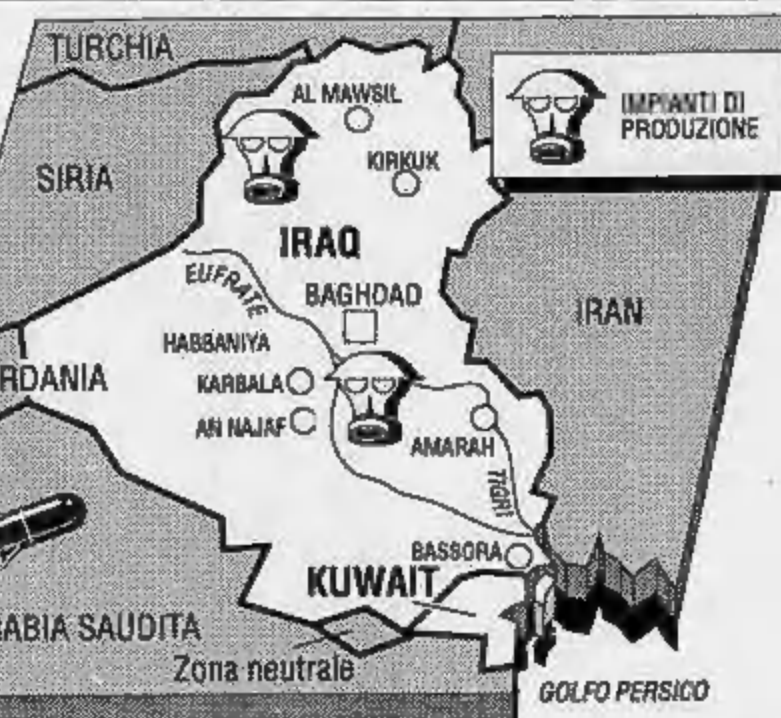 TURCHIA
AL MAWSIL
IMPIANTI DI
PRODUZIONE
KIRKUK
SIRIA
IRAQ
EUFRATE
BAGHDAD
IRAN
HABBANIYA
RDANIA
KARBALA
AN NAJAF
AMARAH
TIGRI
BASSORA
KUWAIT
ABIA SAUDITA
Zona neutrale
GOLFO PERSICO